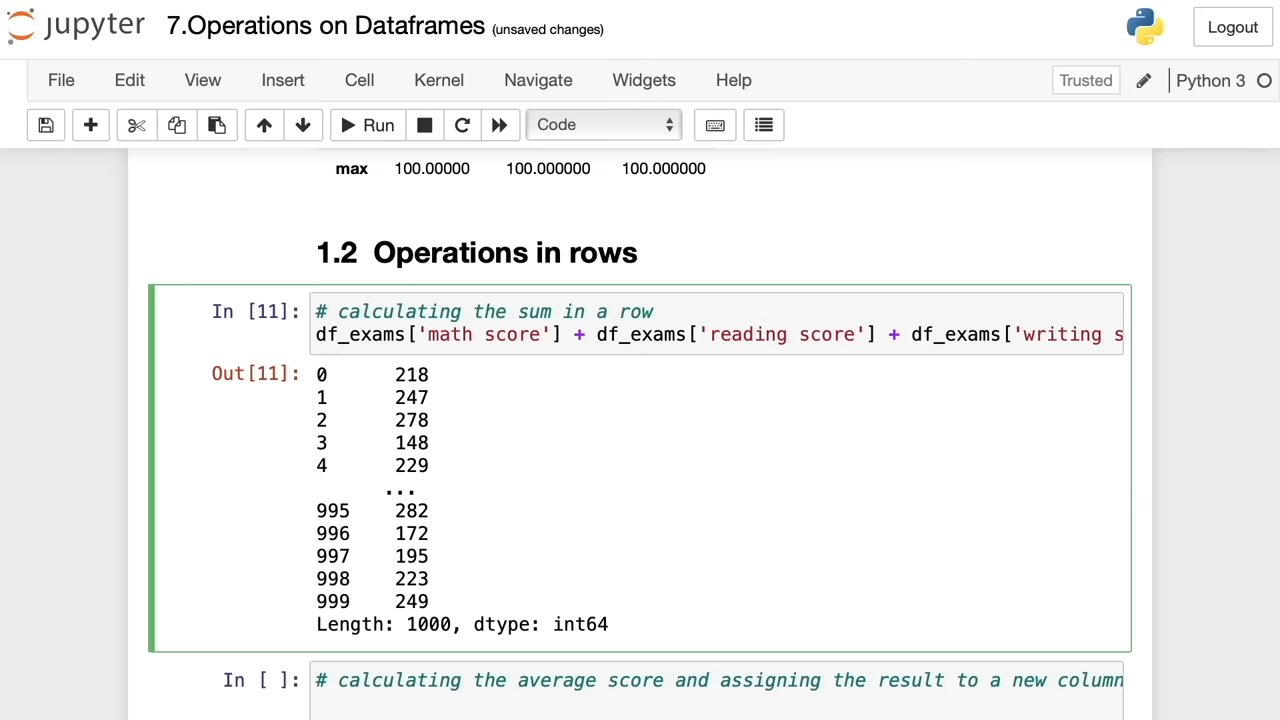 jupyter 7.Operations on Dataframes (unsaved changes) Logout
File Edit View Insert Cell Kernel Navigate Widgets Help Trusted Python 3
Run Code
max 100.00000 100.000000 100.000000
1.2 Operations in rows
In [11]: # calculating the sum in a row
df_exams['math score'] + df_exams['reading score'] + df_exams['writing s
Out[11]: 0 218
1 247
2 278
3 148
4 229
...
995 282
996 172
997 195
998 223
999 249
Length: 1000, dtype: int64
In [ ]: # calculating the average score and assigning the result to a new column